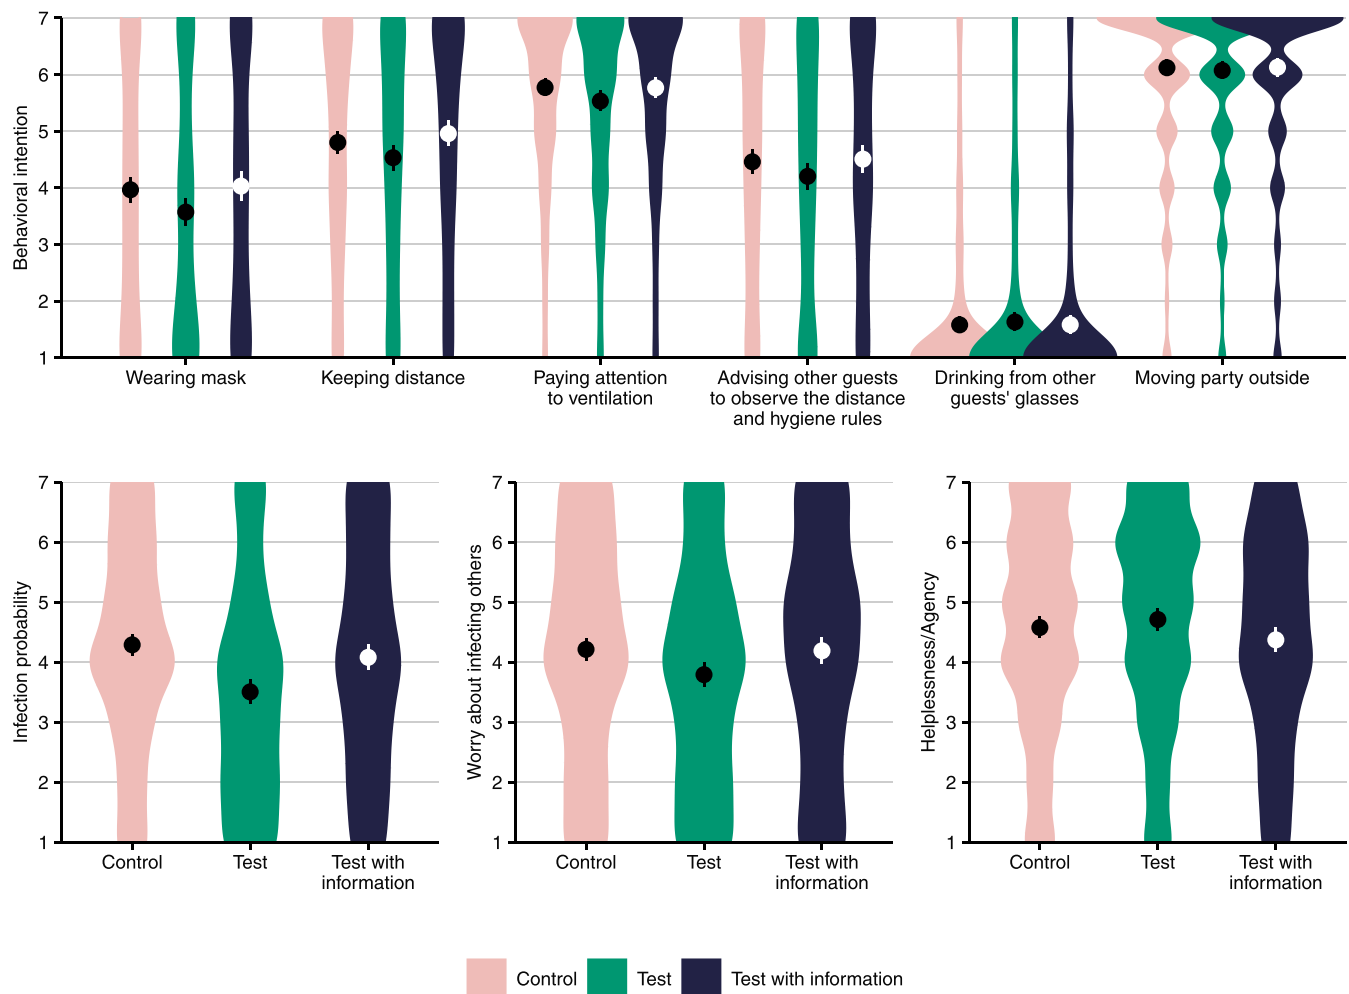 Behavioral intention
7
6
5
4
3
2
1
Wearing mask
Keeping distance
Paying attention
to ventilation
Advising other guests
to observe the distance
and hygiene rules
Drinking from other
guests' glasses
Moving party outside
Infection probability
7
6
5
4
3
2
1
Control
Test
Test with
information
Worry about infecting others
7
6
5
4
3
2
1
Control
Test
Test with
information
Helplessness/Agency
7
6
5
4
3
2
1
Control
Test
Test with
information
Control
Test
Test with information